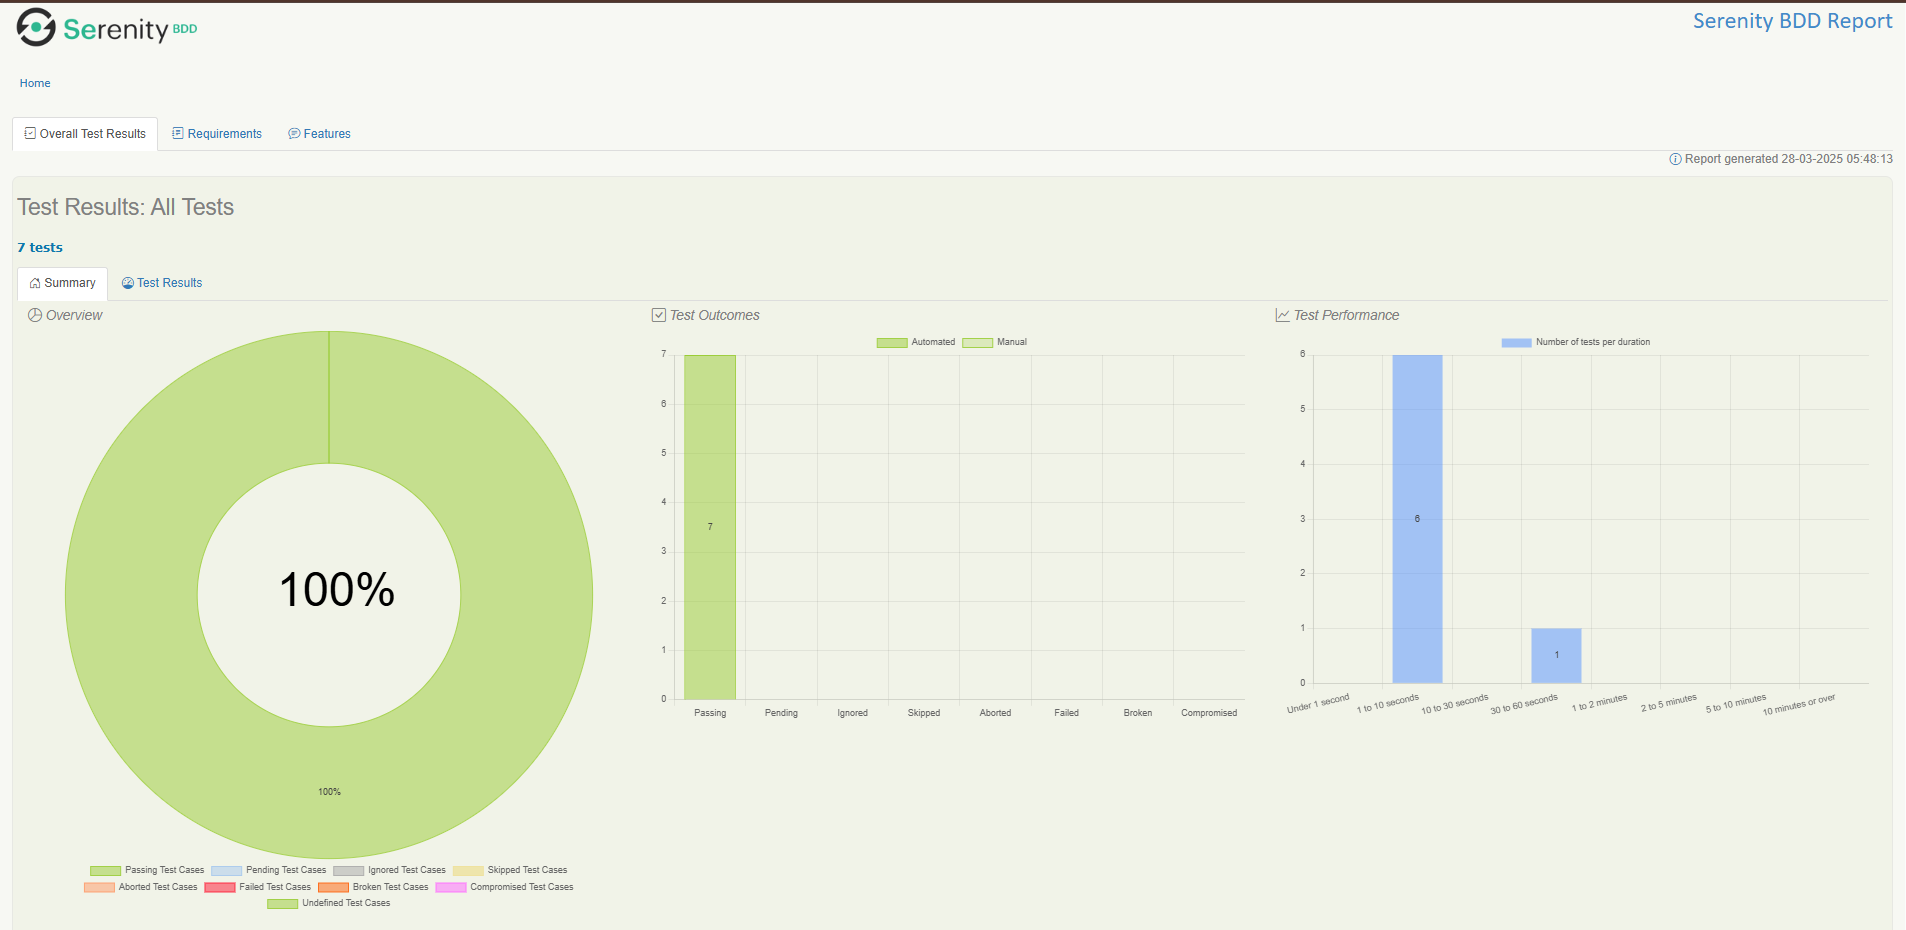 Serenity BDD
Serenity BDD Report
Home
Overall Test Results
Requirements
Features
Report generated 28-03-2025 05:48:13
Test Results: All Tests
7 tests
Summary
Test Results
Overview
100%
100%
Passing Test Cases
Pending Test Cases
Ignored Test Cases
Skipped Test Cases
Aborted Test Cases
Failed Test Cases
Broken Test Cases
Compromised Test Cases
Undefined Test Cases
Test Outcomes
Automated
Manual
7
6
5
4
3
2
1
0
7
Passing
Pending
Ignored
Skipped
Aborted
Failed
Broken
Compromised
Test Performance
Number of tests per duration
6
5
4
3
2
1
0
6
1
Under 1 second
1 to 10 seconds
10 to 30 seconds
30 to 60 seconds
1 to 2 minutes
2 to 5 minutes
5 to 10 minutes
10 minutes or over